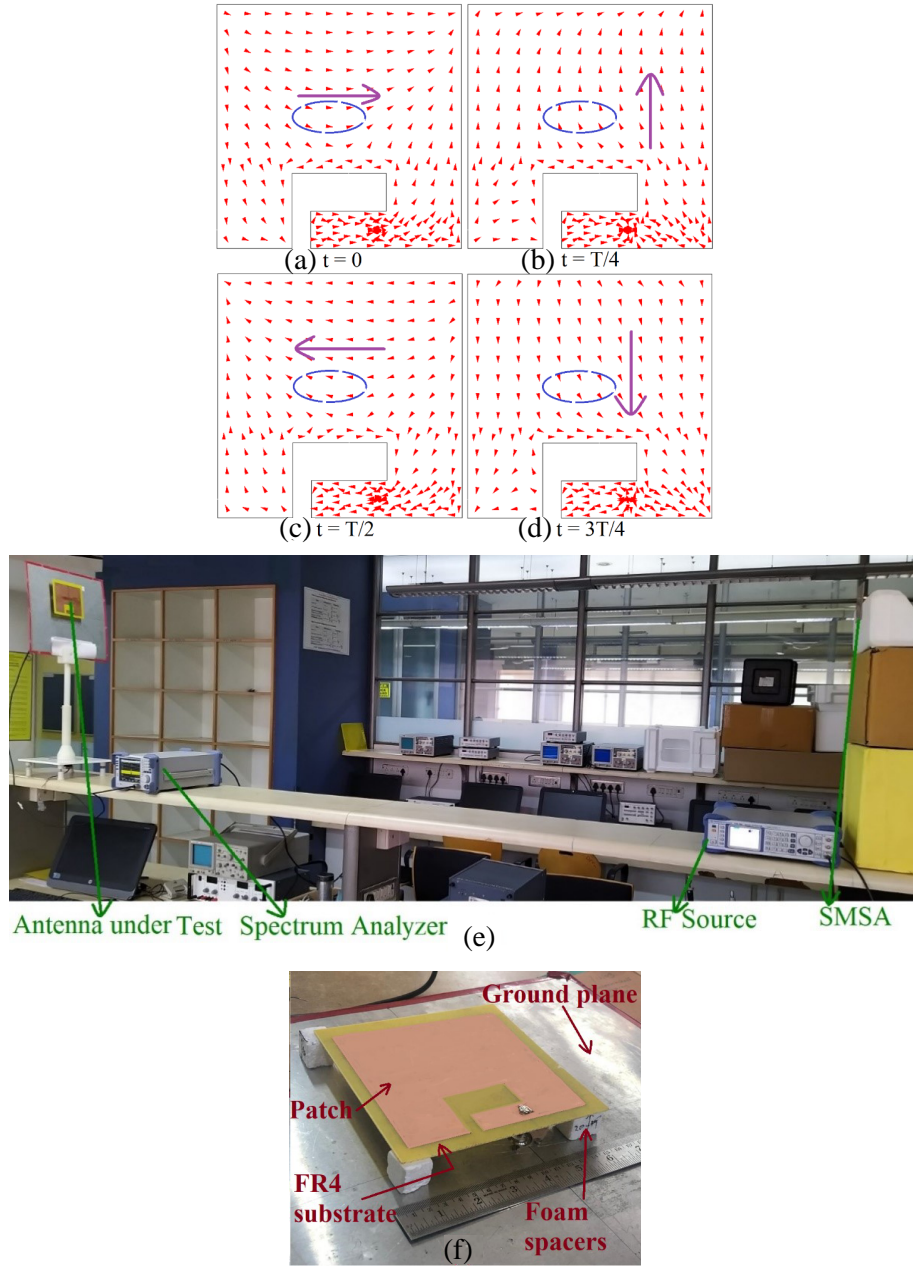 (a) t = 0
(b) t = T/4
(c) t = T/2
(d) t = 3T/4
Antenna under Test
Spectrum Analyzer
(e)
RF Source
SMSA
Ground plane
Patch
FR4
substrate
Foam
spacers
(f)